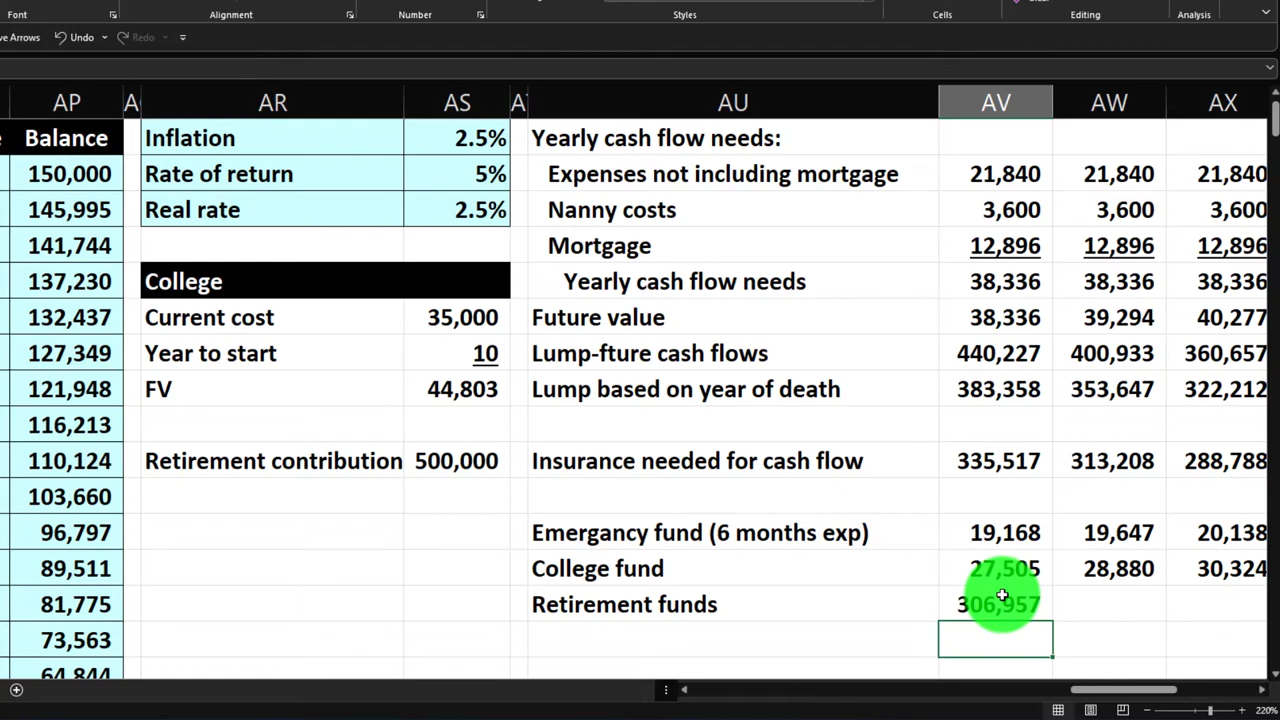 Font Alignment Number Styles Cells Editing Analysis
ve Arrows Undo Redo
AP AR AS AU AV AW AX
Balance Inflation 2.5% Yearly cash flow needs:
150,000 Rate of return 5% Expenses not including mortgage 21,840 21,840 21,840
145,995 Real rate 2.5% Nanny costs 3,600 3,600 3,600
141,744 Mortgage 12,896 12,896 12,896
137,230 College Yearly cash flow needs 38,336 38,336 38,336
132,437 Current cost 35,000 Future value 38,336 39,294 40,277
127,349 Year to start 10 Lump-fture cash flows 440,227 400,933 360,657
121,948 FV 44,803 Lump based on year of death 383,358 353,647 322,212
116,213
110,124 Retirement contribution 500,000 Insurance needed for cash flow 335,517 313,208 288,788
103,660
96,797 Emergancy fund (6 months exp) 19,168 19,647 20,138
89,511 College fund 27,505 28,880 30,324
81,775 Retirement funds 306,957
73,563
64,844
220%